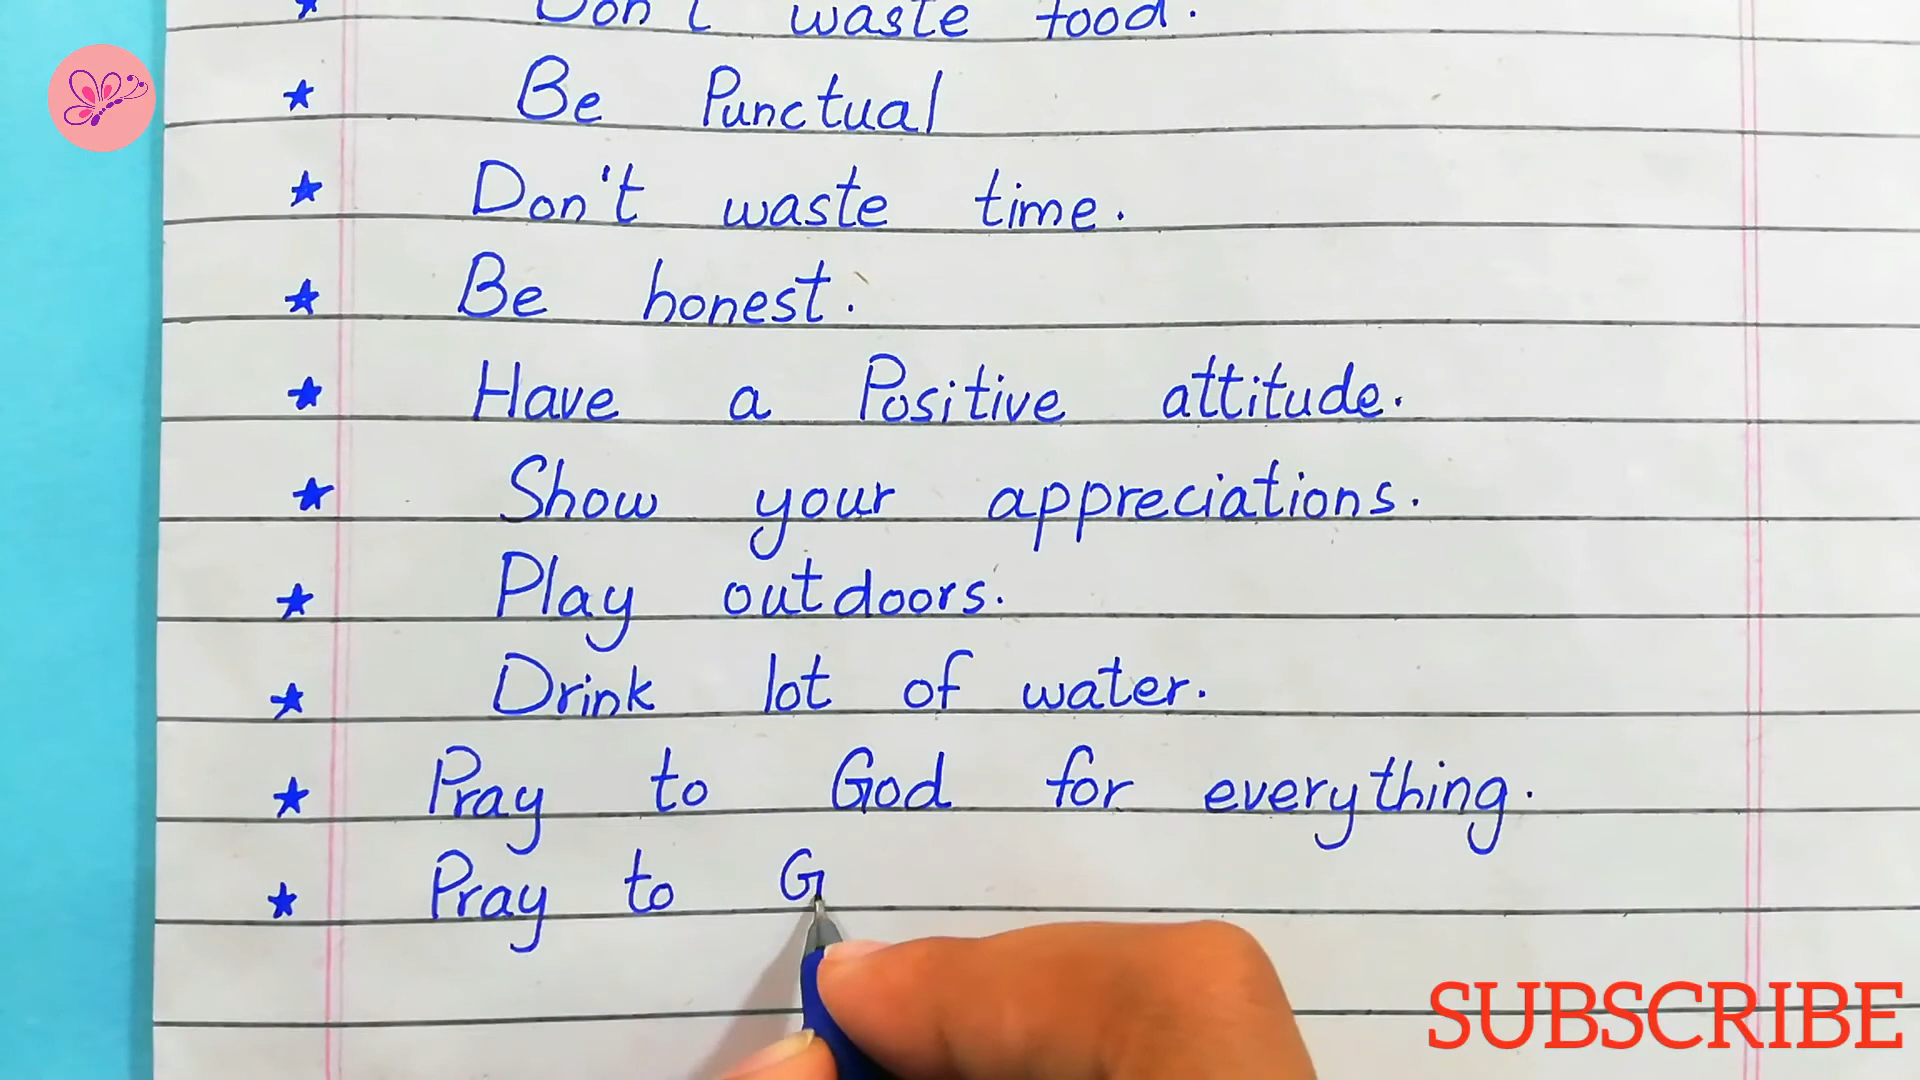 ★ Don't waste food.
★ Be Punctual
★ Don't waste time.
★ Be honest.
★ Have a Positive attitude.
★ Show your appreciations.
★ Play outdoors.
★ Drink lot of water.
★ Pray to God for everything.
★ Pray to G
SUBSCRIBE